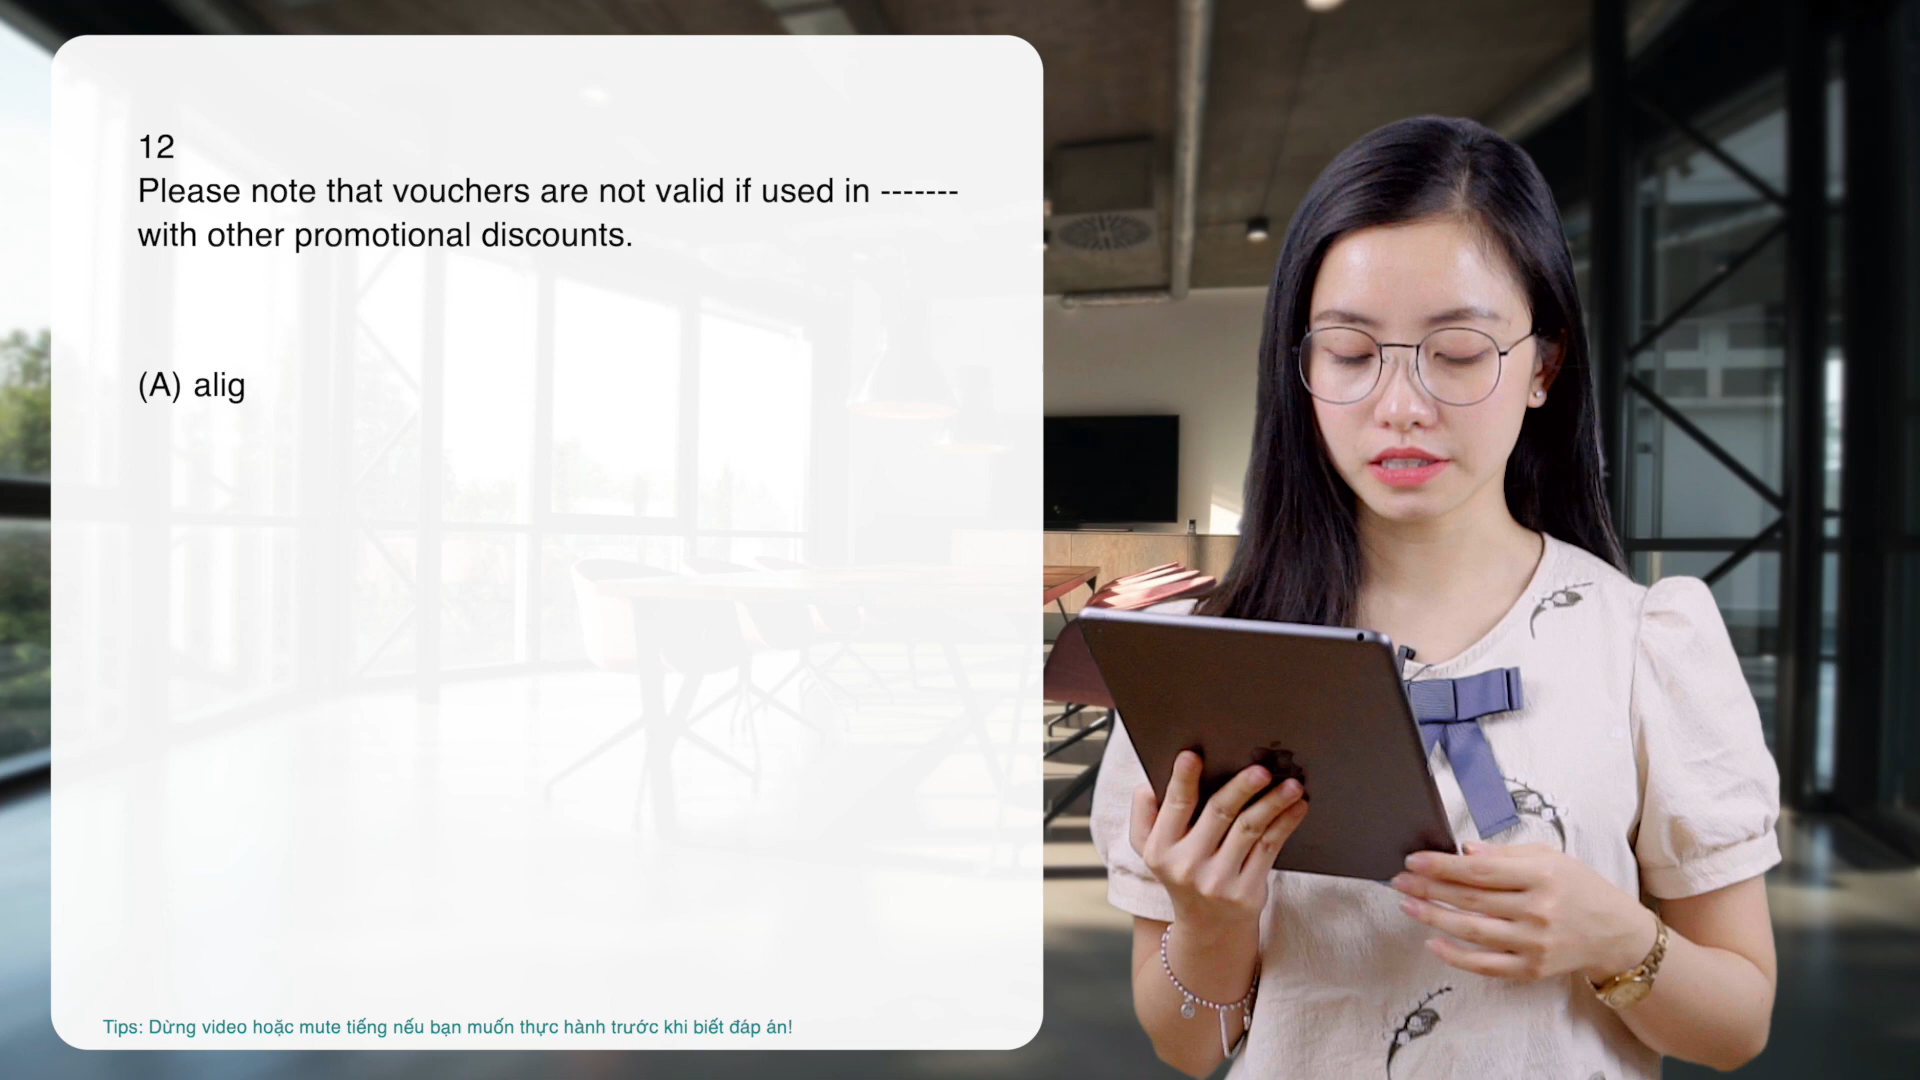 12
Please note that vouchers are not valid if used in -------
with other promotional discounts.
(A) alig
Tips: Dừng video hoặc mute tiếng nếu bạn muốn thực hành trước khi biết đáp án!